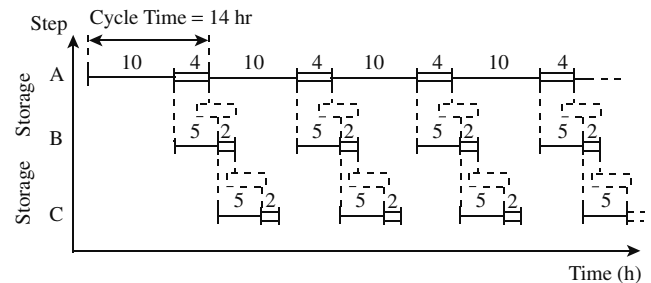 Step
Cycle Time = 14 hr
A
10 4 10 4 10 4 10 4
Storage
B
5 2 5 2 5 2 5 2
Storage
C
5 2 5 2 5 2 5
Time (h)